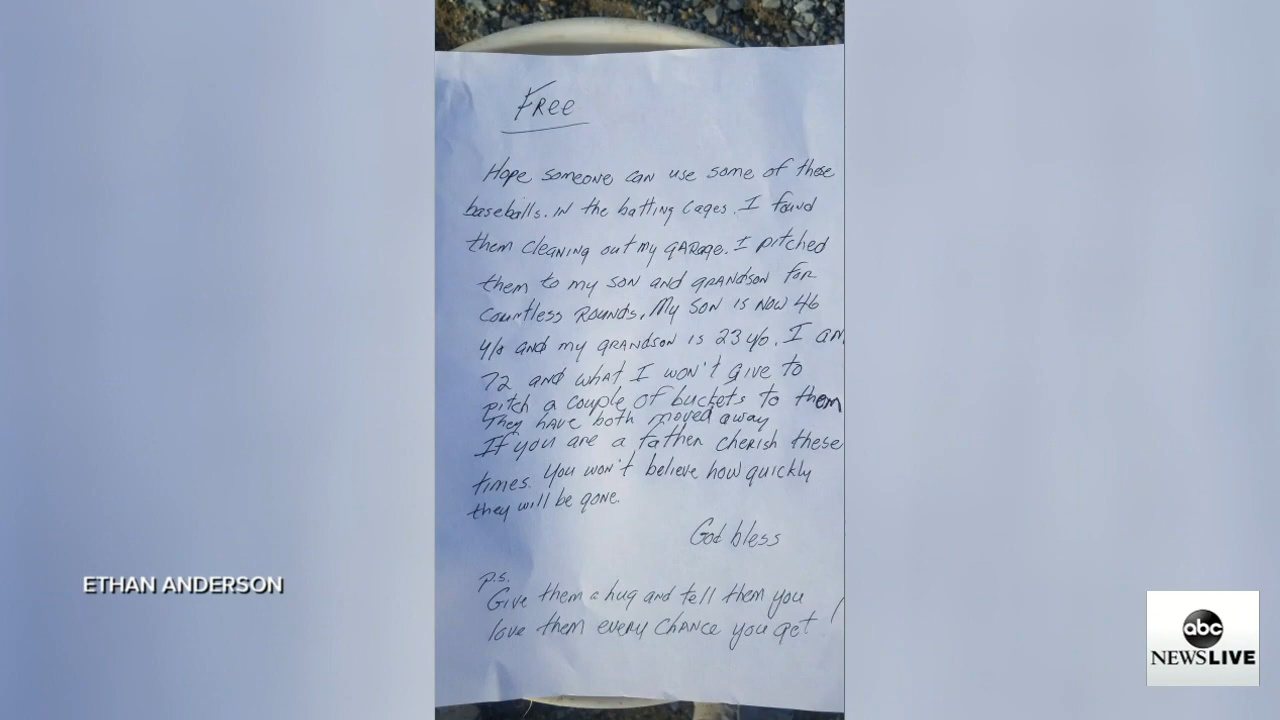 FREE
Hope someone can use some of these
baseballs. IN the batting cages. I found
them cleaning out my garage. I pitched
them to my son and grandson for
countless rounds. My son is now 46
y/o and my grandson is 23 y/o. I am
72 and what I won't give to
pitch a couple of buckets to them
They have both moved away
If you are a father cherish these
times. You won't believe how quickly
they will be gone.
God bless
p.s.
Give them a hug and tell them you
love them every chance you get !
ETHAN ANDERSON
abc
NEWS LIVE